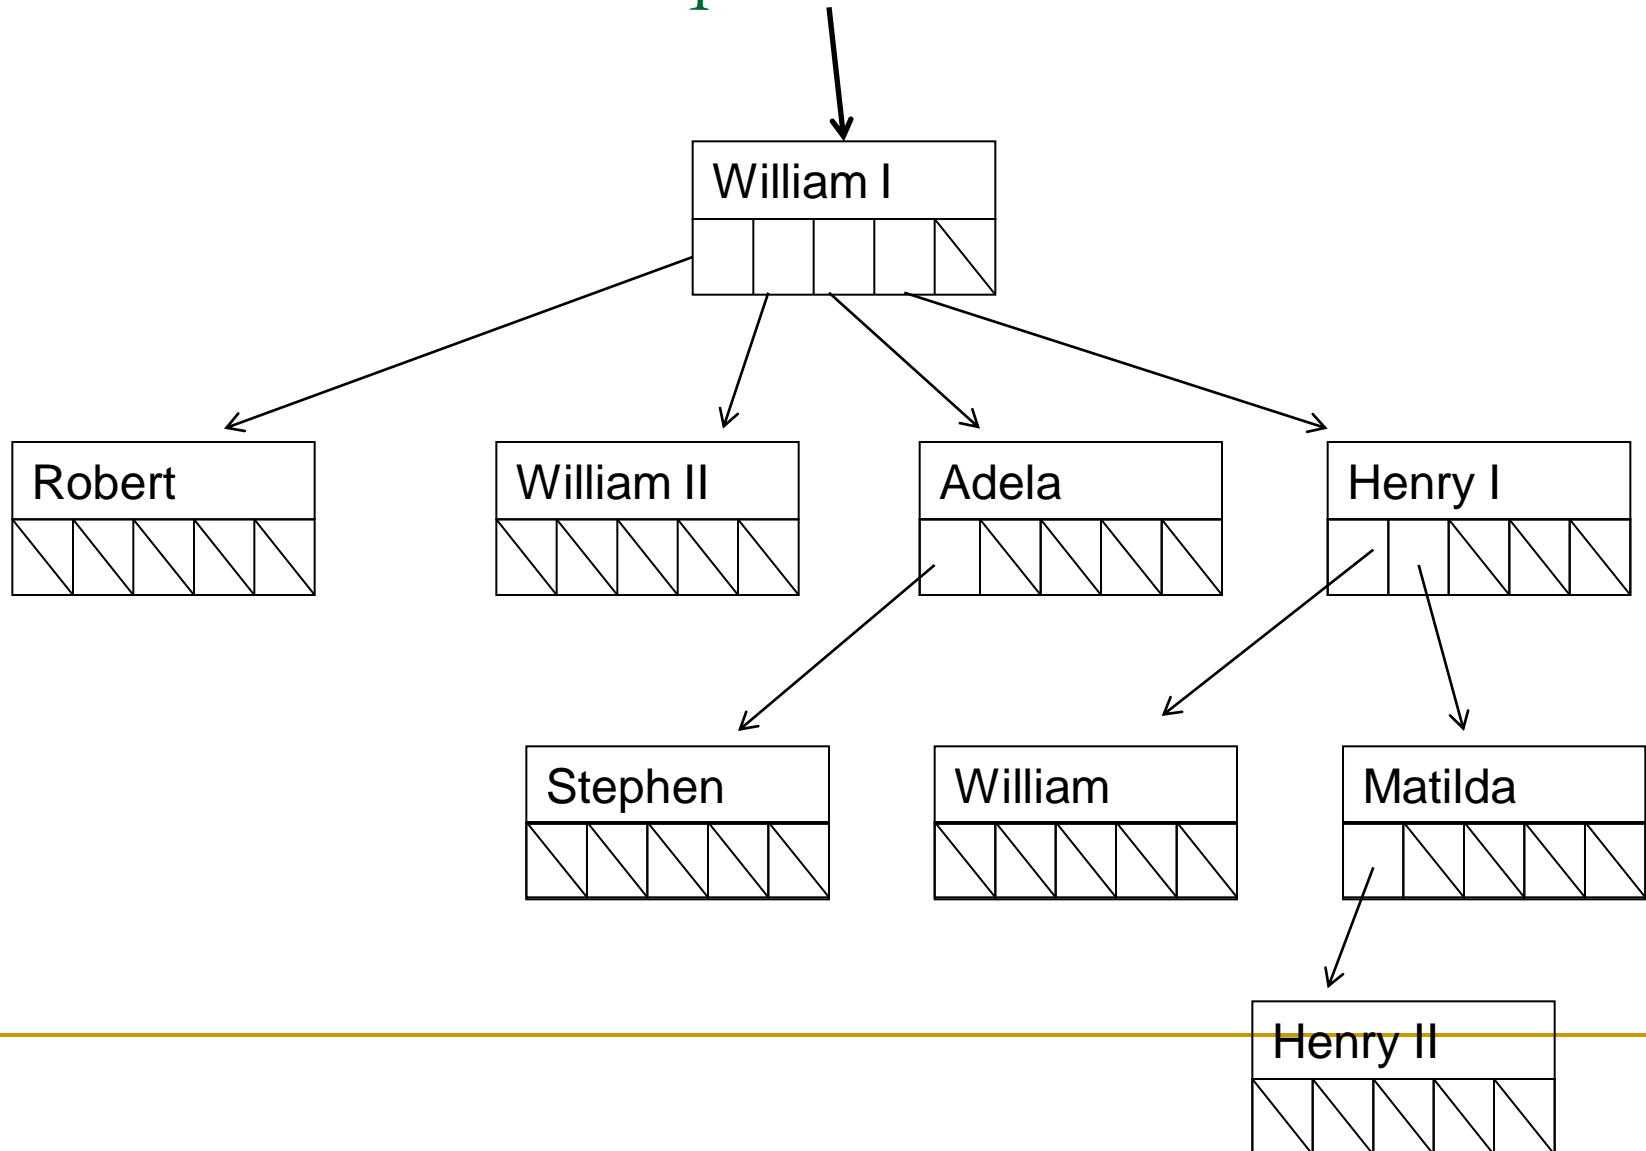 William I
Robert
William II
Adela
Henry I
Stephen
William
Matilda
Henry II